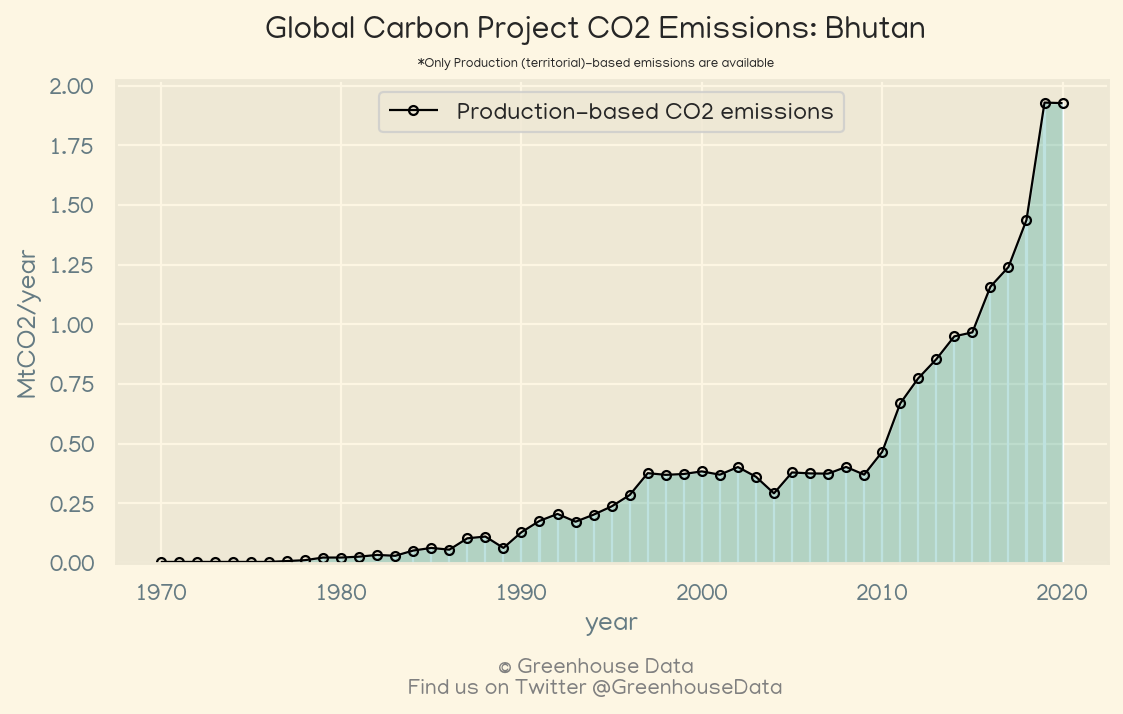 Global Carbon Project CO2 Emissions: Bhutan
*Only Production (territorial)-based emissions are available
Production-based CO2 emissions
MtCO2/year
2.00
1.75
1.50
1.25
1.00
0.75
0.50
0.25
0.00
1970 1980 1990 2000 2010 2020
year
© Greenhouse Data
Find us on Twitter @GreenhouseData